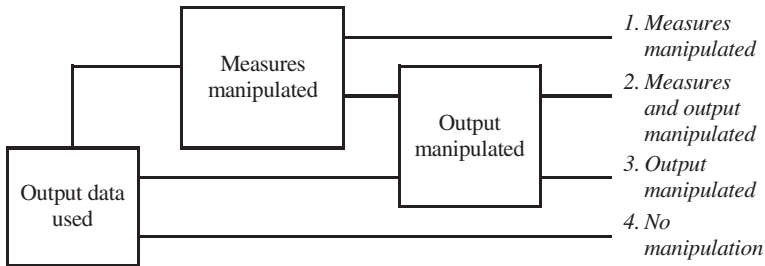 Measures
manipulated
Output
manipulated
Output data
used
1. Measures
manipulated
2. Measures
and output
manipulated
3. Output
manipulated
4. No
manipulation